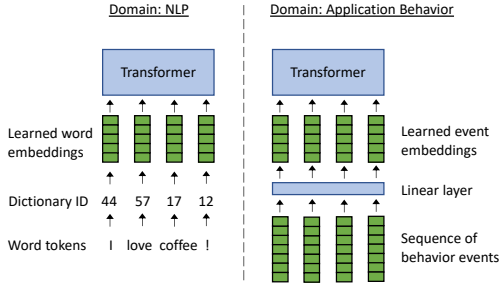 Domain: NLP
Transformer
Learned word
embeddings
Dictionary ID 44 57 17 12
Word tokens I love coffee !
Domain: Application Behavior
Transformer
Learned event
embeddings
Linear layer
Sequence of
behavior events